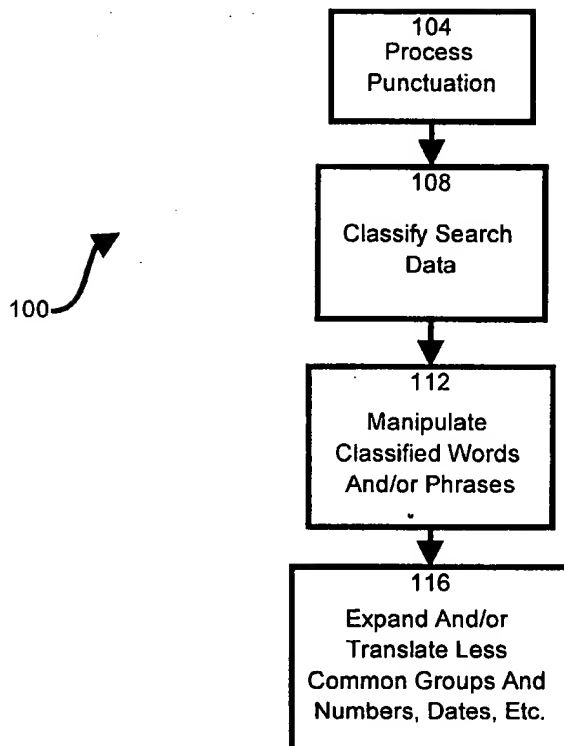 104
Process
Punctuation
108
Classify Search
Data
100
112
Manipulate
Classified Words
And/or Phrases
116
Expand And/or
Translate Less
Common Groups And
Numbers, Dates, Etc.